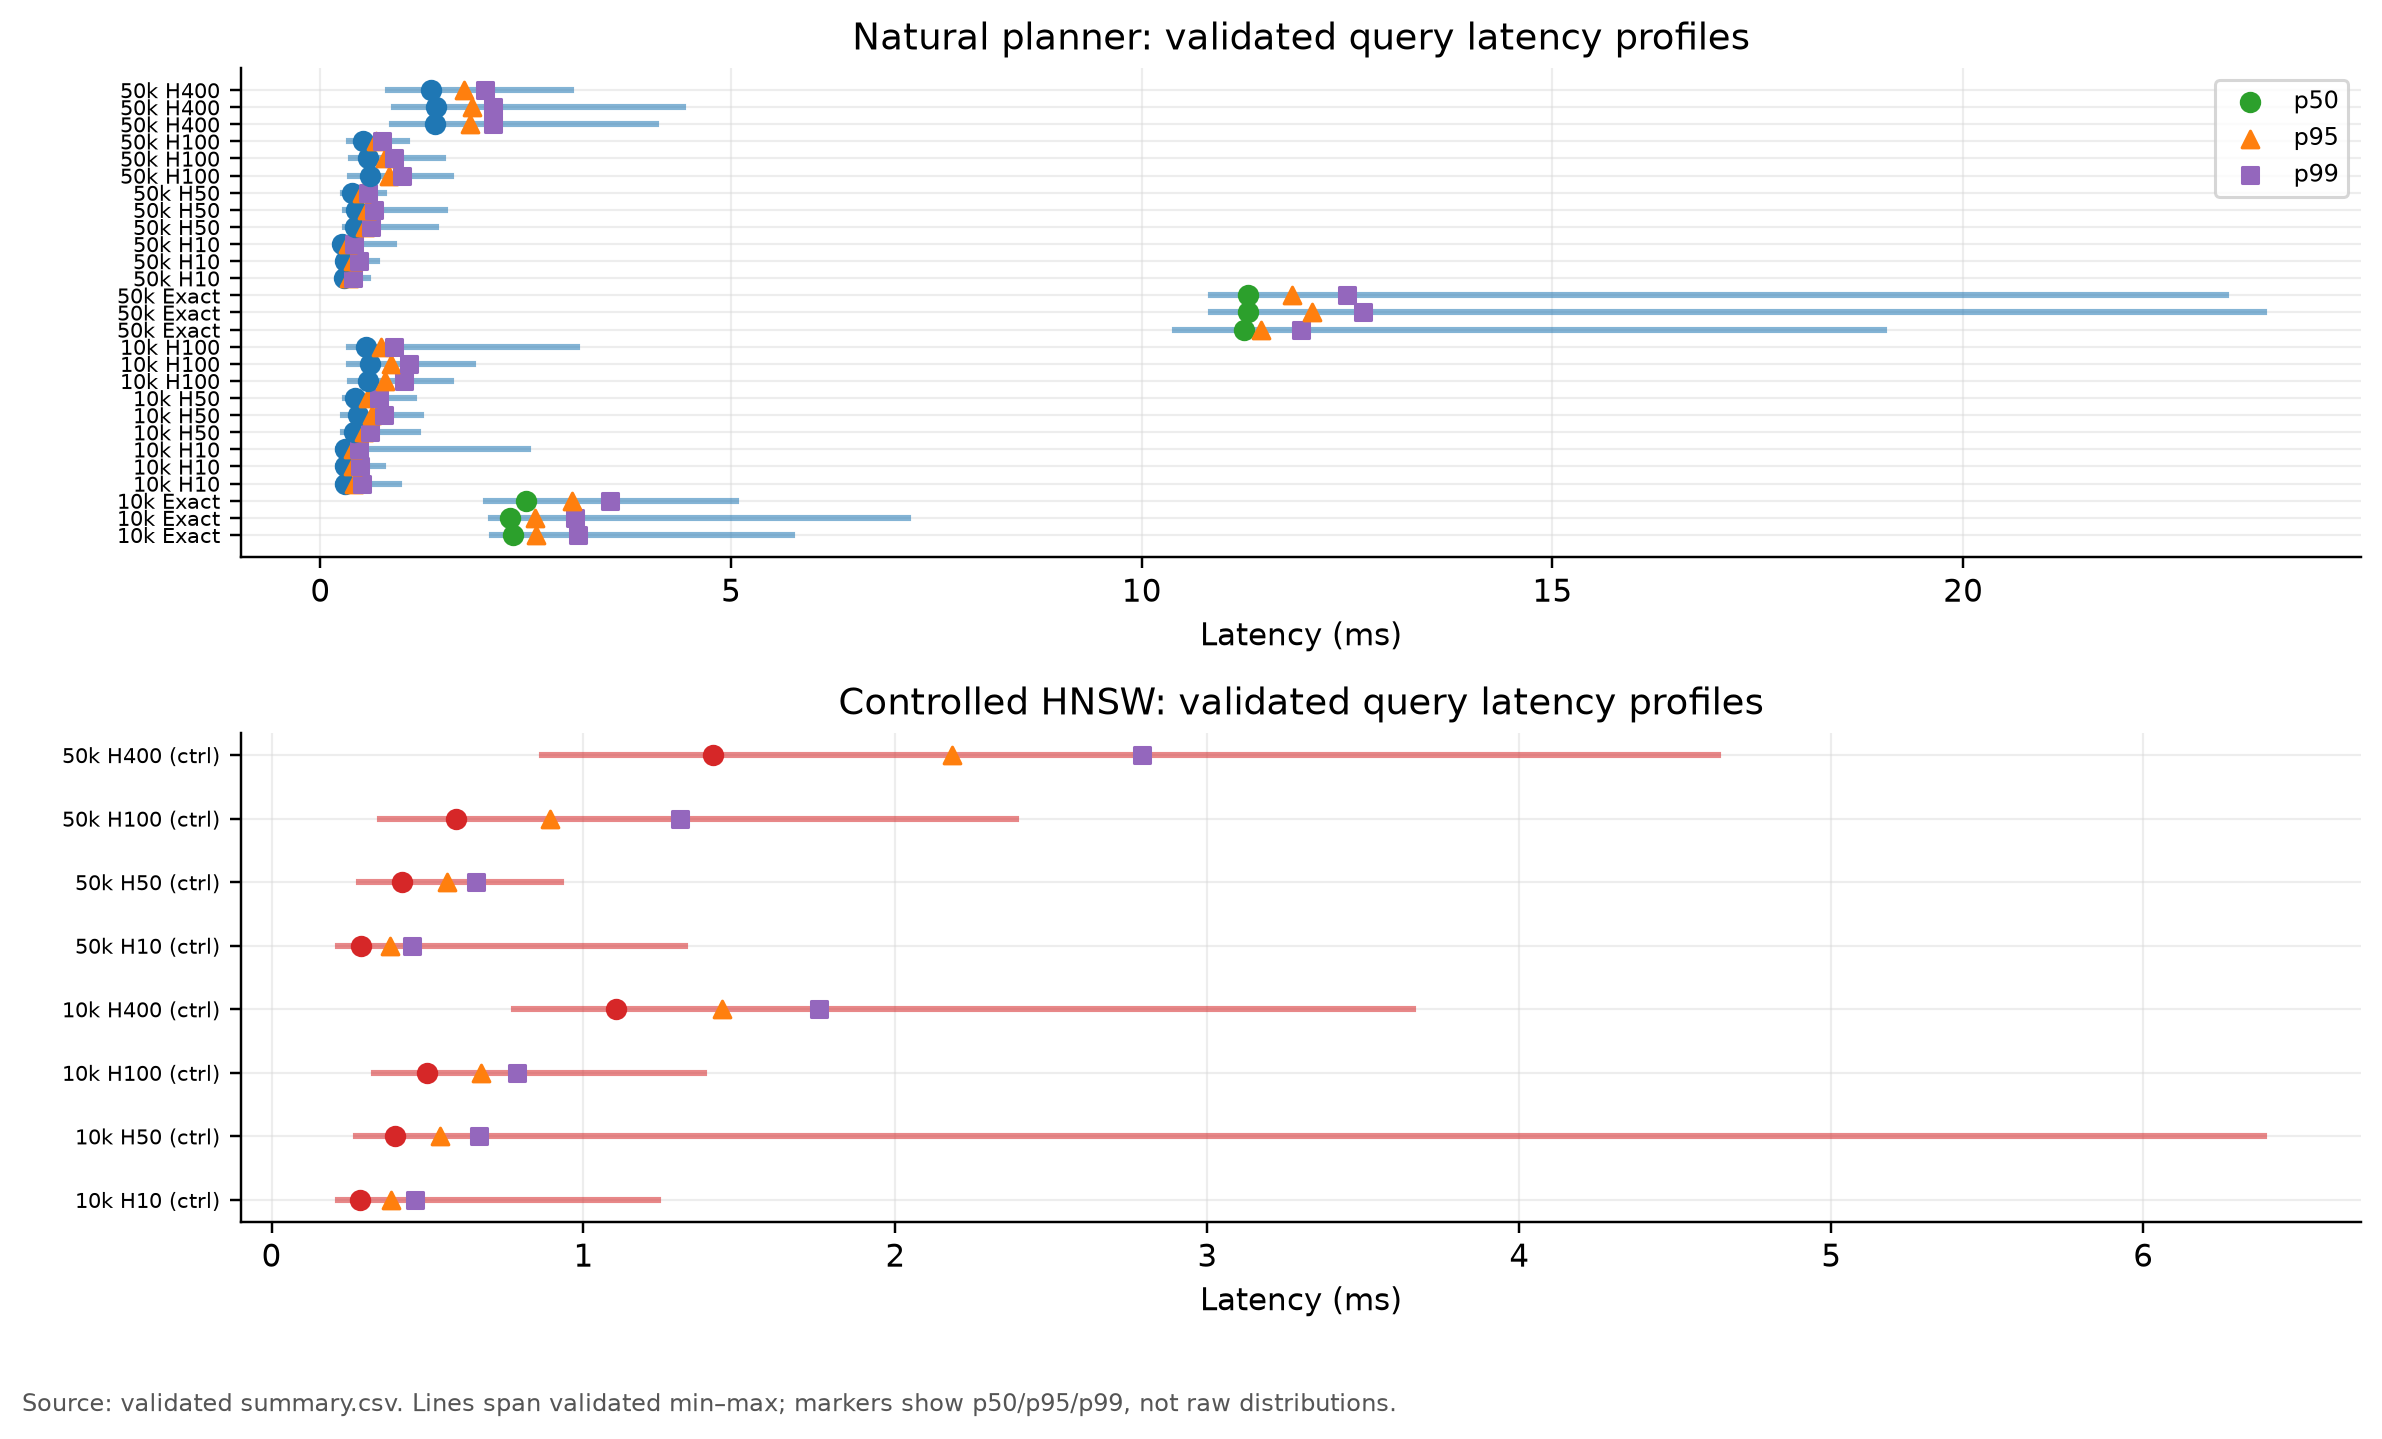 Natural planner: validated query latency profiles
50k H400
50k H400
50k H400
50k H100
50k H100
50k H100
50k H50
50k H50
50k H50
50k H10
50k H10
50k H10
50k Exact
50k Exact
50k Exact
10k H100
10k H100
10k H100
10k H50
10k H50
10k H50
10k H10
10k H10
10k H10
10k Exact
10k Exact
10k Exact
p50
p95
p99
0 5 10 15 20
Latency (ms)
Controlled HNSW: validated query latency profiles
50k H400 (ctrl)
50k H100 (ctrl)
50k H50 (ctrl)
50k H10 (ctrl)
10k H400 (ctrl)
10k H100 (ctrl)
10k H50 (ctrl)
10k H10 (ctrl)
0 1 2 3 4 5 6
Latency (ms)
Source: validated summary.csv. Lines span validated min–max; markers show p50/p95/p99, not raw distributions.